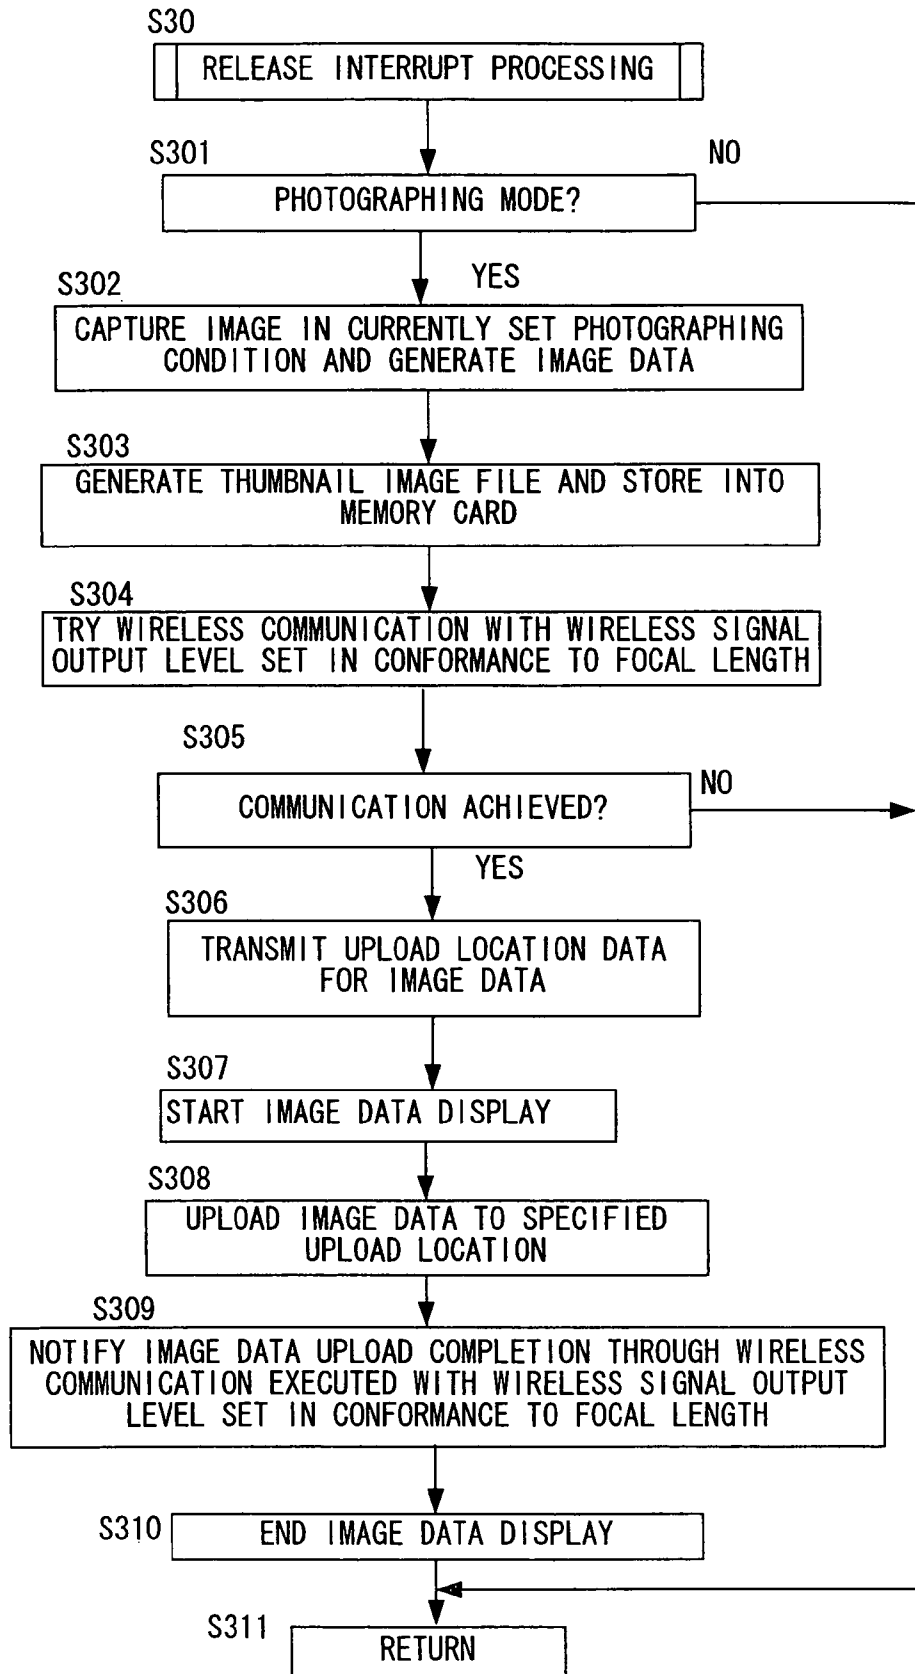 S30
RELEASE INTERRUPT PROCESSING
S301
NO
PHOTOGRAPHING MODE?
YES
S302
CAPTURE IMAGE IN CURRENTLY SET PHOTOGRAPHING
CONDITION AND GENERATE IMAGE DATA
S303
GENERATE THUMBNAIL IMAGE FILE AND STORE INTO
MEMORY CARD
S304
TRY WIRELESS COMMUNICATION WITH WIRELESS SIGNAL
OUTPUT LEVEL SET IN CONFORMANCE TO FOCAL LENGTH
S305
NO
COMMUNICATION ACHIEVED?
YES
S306
TRANSMIT UPLOAD LOCATION DATA
FOR IMAGE DATA
S307
START IMAGE DATA DISPLAY
S308
UPLOAD IMAGE DATA TO SPECIFIED
UPLOAD LOCATION
S309
NOTIFY IMAGE DATA UPLOAD COMPLETION THROUGH WIRELESS
COMMUNICATION EXECUTED WITH WIRELESS SIGNAL OUTPUT
LEVEL SET IN CONFORMANCE TO FOCAL LENGTH
S310
END IMAGE DATA DISPLAY
S311
RETURN